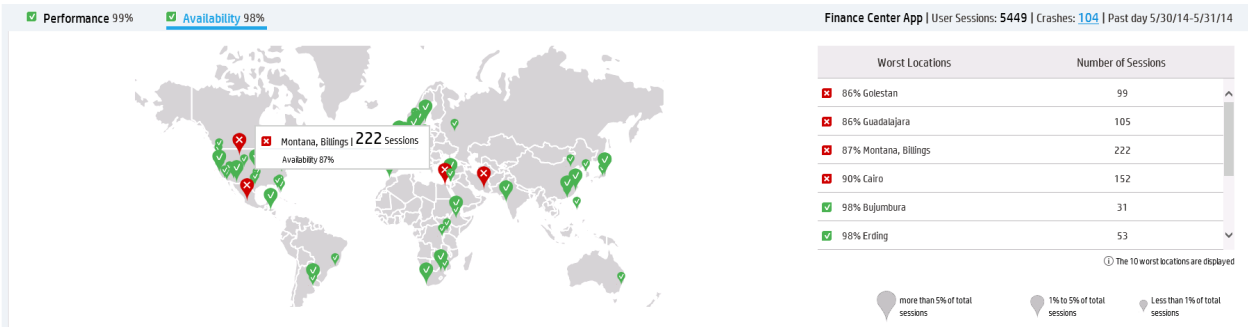 Performance 99% Availability 98% Finance Center App | User Sessions: 5449 | Crashes: 104 | Past day 5/30/14-5/31/14
Worst Locations Number of Sessions
86% Golestan 99
86% Guadalajara 105
87% Montana, Billings 222
90% Cairo 152
98% Bujumbura 31
98% Erding 53
The 10 worst locations are displayed
Montana, Billings | 222 Sessions
Availability 87%
more than 5% of total
sessions
1% to 5% of total
sessions
Less than 1% of total
sessions